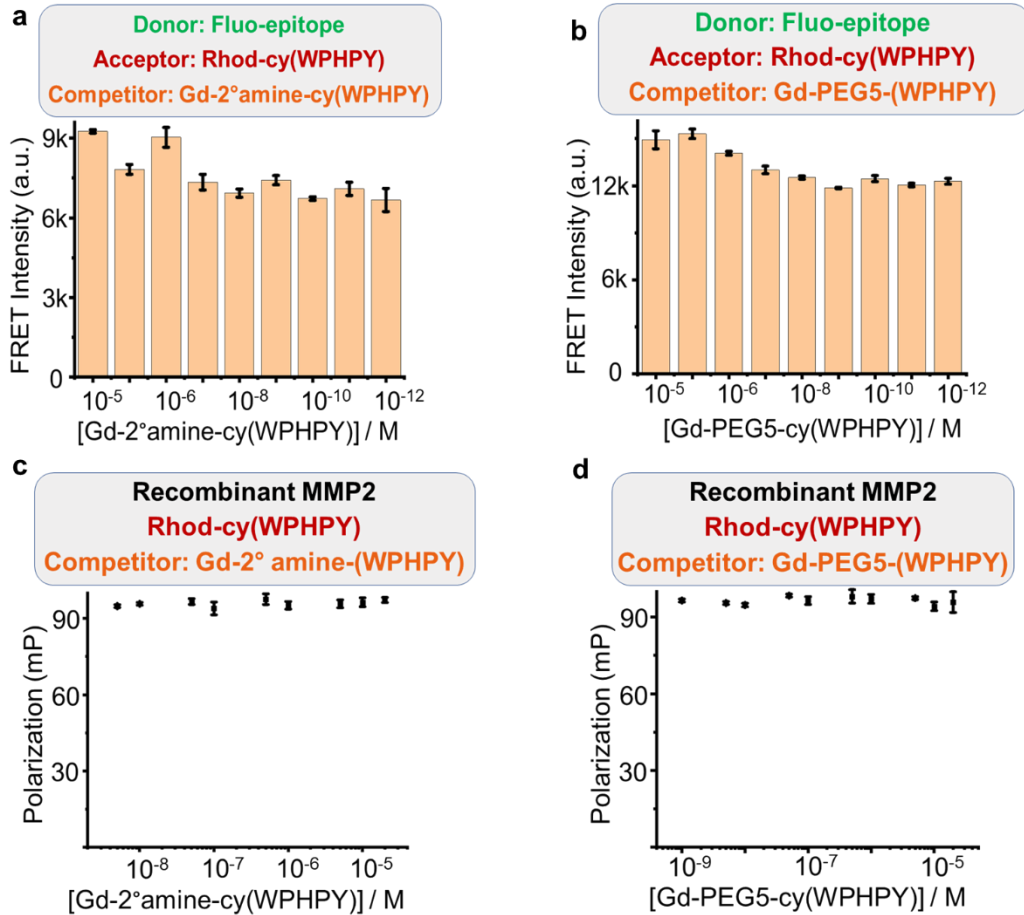 a
Donor: Fluo-epitope
Acceptor: Rhod-cy(WPHPY)
Competitor: Gd-2°amine-cy(WPHPY)
FRET Intensity (a.u.)
9k
6k
3k
0
10-5 10-6 10-8 10-10 10-12
[Gd-2°amine-cy(WPHPY)] / M
b
Donor: Fluo-epitope
Acceptor: Rhod-cy(WPHPY)
Competitor: Gd-PEG5-(WPHPY)
FRET Intensity (a.u.)
12k
6k
0
10-5 10-6 10-8 10-10 10-12
[Gd-PEG5-cy(WPHPY)] / M
c
Recombinant MMP2
Rhod-cy(WPHPY)
Competitor: Gd-2° amine-(WPHPY)
Polarization (mP)
90
60
30
10-8 10-7 10-6 10-5
[Gd-2°amine-cy(WPHPY)] / M
d
Recombinant MMP2
Rhod-cy(WPHPY)
Competitor: Gd-PEG5-(WPHPY)
Polarization (mP)
90
60
30
10-9 10-7 10-5
[Gd-PEG5-cy(WPHPY)] / M